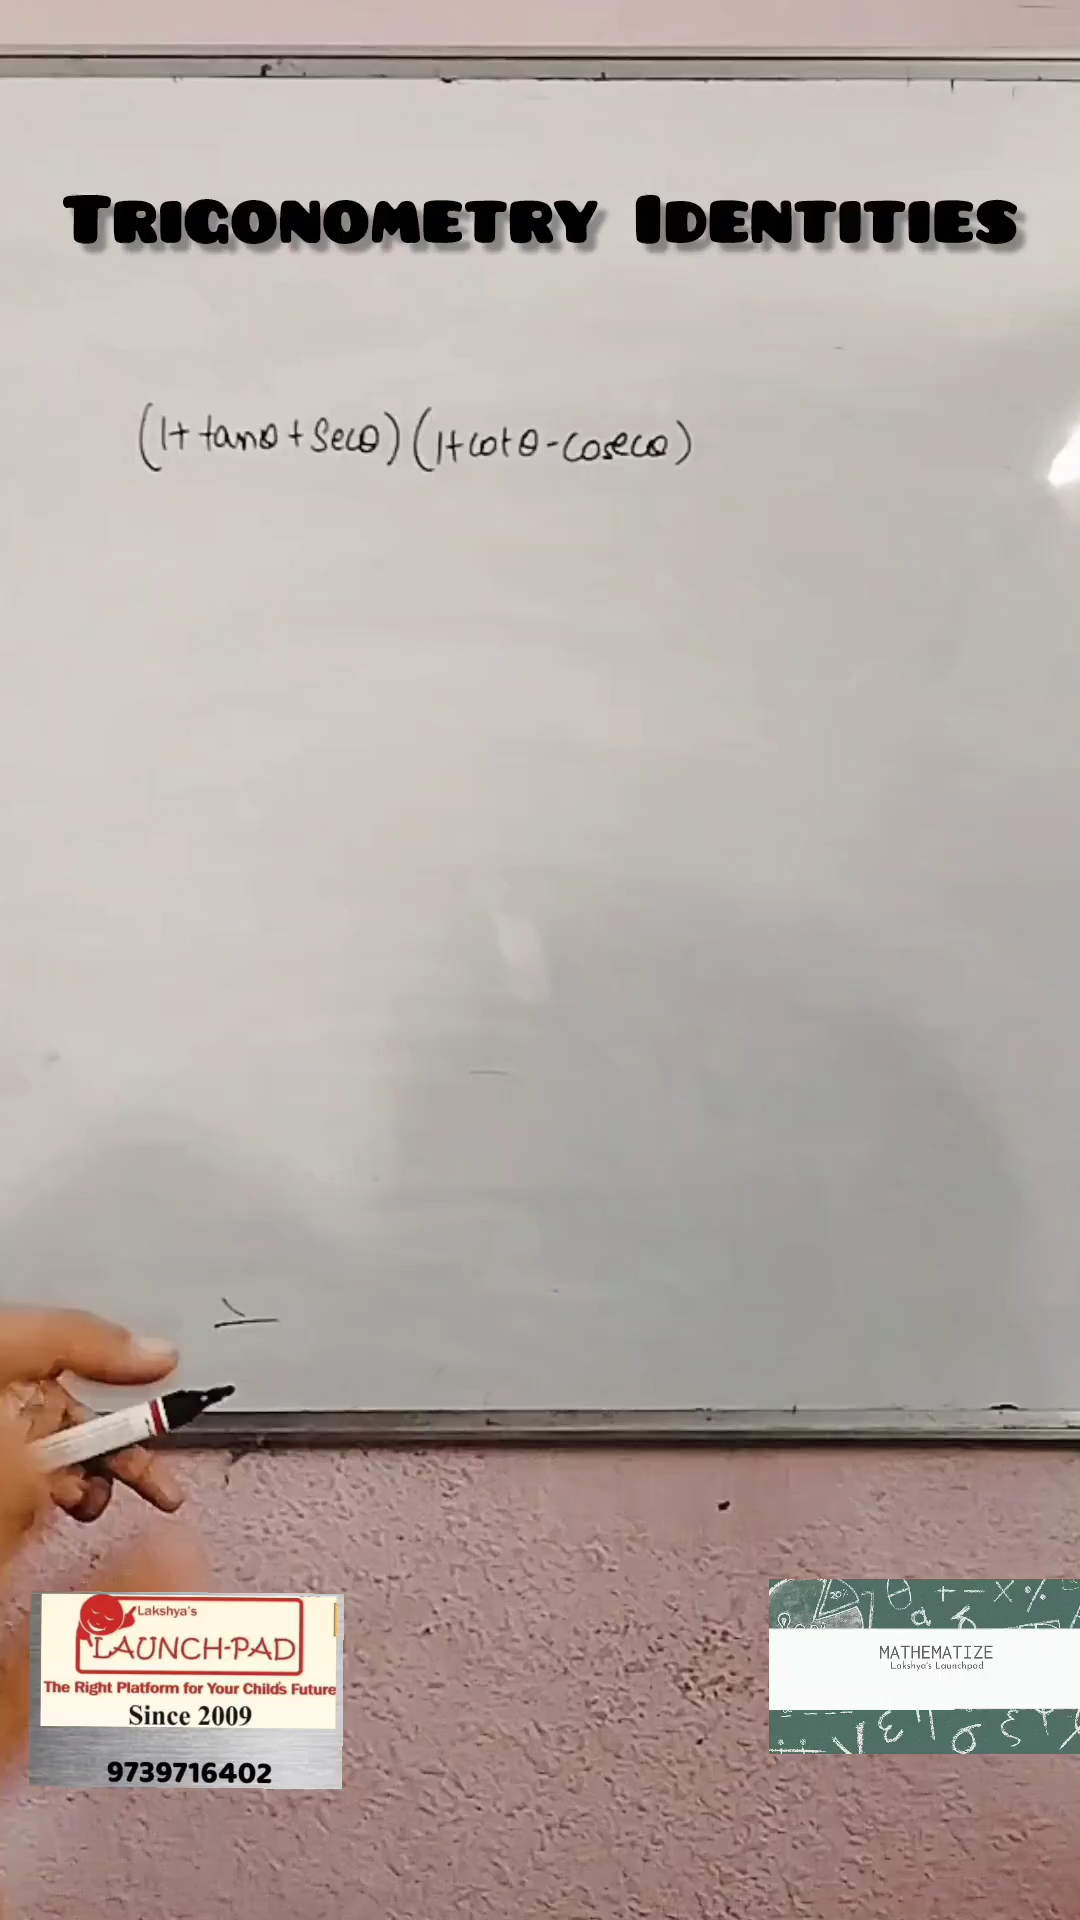 TRIGONOMETRY IDENTITIES
(1+tanθ+Secθ)(1+cotθ-Cosecθ)
Lakshya's
LAUNCH-PAD
The Right Platform for Your Child's Future
Since 2009
9739716402
MATHEMATIZE
Lakshya's Launchpad